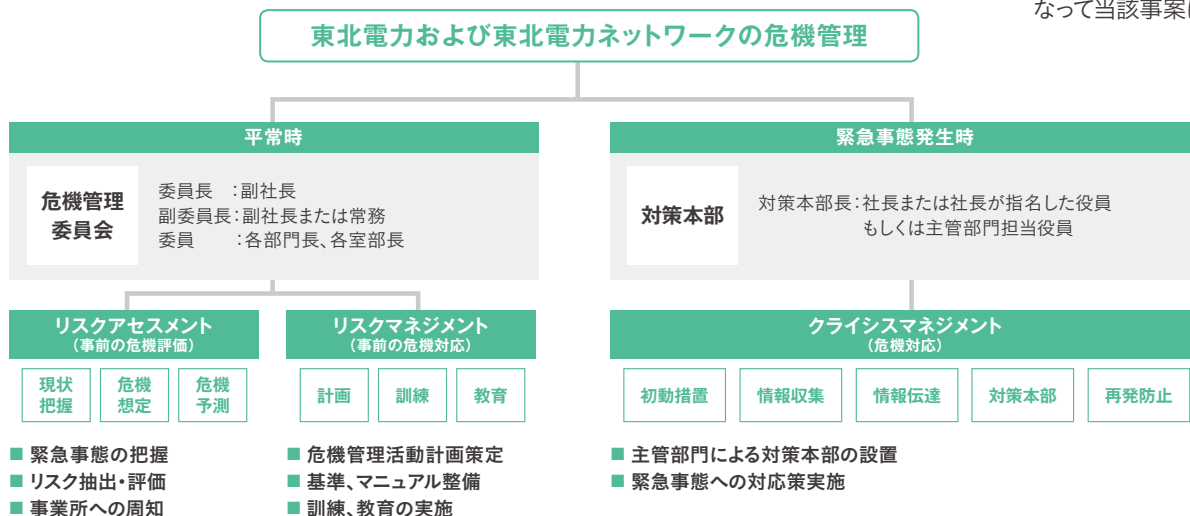 なって当該事案に
東北電力および東北電力ネットワークの危機管理
平常時
危機管理
委員会
委員長 :副社長
副委員長:副社長または常務
委員 :各部門長、各室部長
リスクアセスメント
(事前の危機評価)
現状
把握
危機
想定
危機
予測
■ 緊急事態の把握
■ リスク抽出・評価
■ 事業所への周知
リスクマネジメント
(事前の危機対応)
計画
訓練
教育
■ 危機管理活動計画策定
■ 基準、マニュアル整備
■ 訓練、教育の実施
緊急事態発生時
対策本部
対策本部長:社長または社長が指名した役員
もしくは主管部門担当役員
クライシスマネジメント
(危機対応)
初動措置
情報収集
情報伝達
対策本部
再発防止
■ 主管部門による対策本部の設置
■ 緊急事態への対応策実施